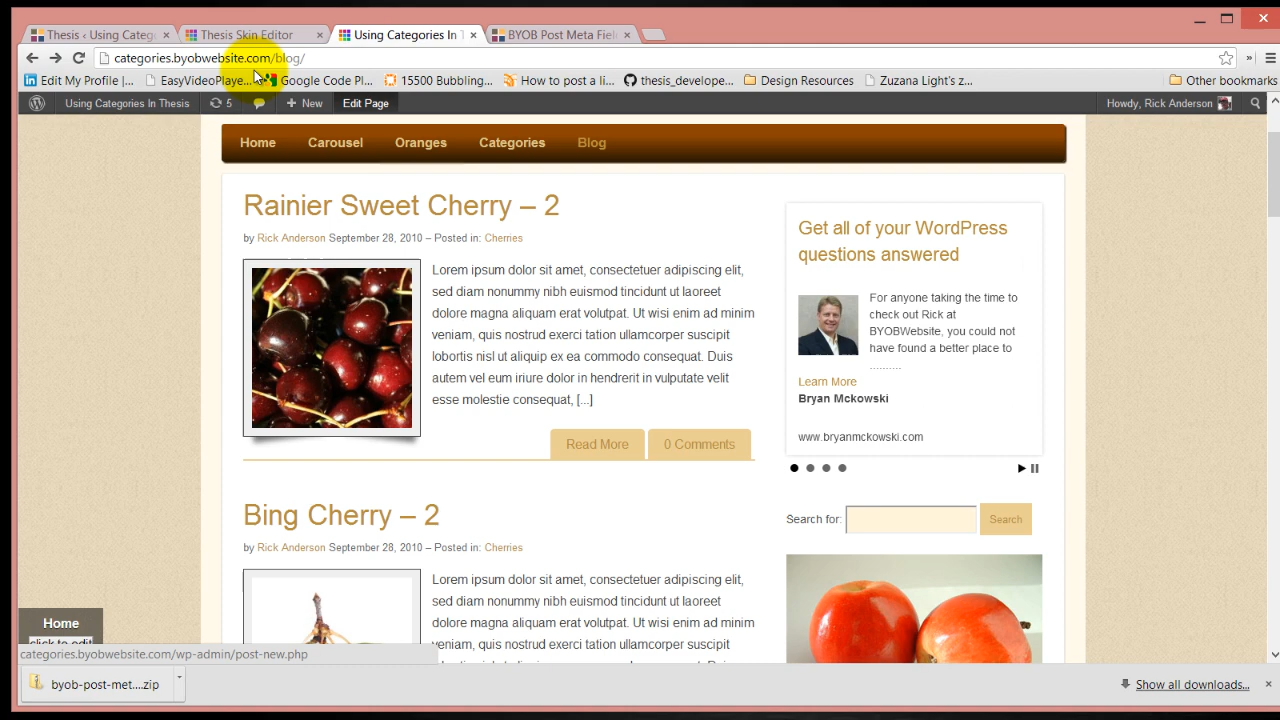 Thesis ‹ Using Categ
Thesis Skin Editor
Using Categories In T
BYOB Post Meta Fiel
categories.byobwebsite.com/blog/
Edit My Profile |...
EasyVideoPlaye...
Google Code Pl...
15500 Bubbling...
How to post a li...
thesis_develope...
Design Resources
Zuzana Light's z...
Other bookmarks
Using Categories In Thesis
5
New
Edit Page
Howdy, Rick Anderson
Home
Carousel
Oranges
Categories
Blog
Rainier Sweet Cherry – 2
by Rick Anderson September 28, 2010 – Posted in: Cherries
Lorem ipsum dolor sit amet, consectetuer adipiscing elit,
sed diam nonummy nibh euismod tincidunt ut laoreet
dolore magna aliquam erat volutpat. Ut wisi enim ad minim
veniam, quis nostrud exerci tation ullamcorper suscipit
lobortis nisl ut aliquip ex ea commodo consequat. Duis
autem vel eum iriure dolor in hendrerit in vulputate velit
esse molestie consequat, [...]
Read More
0 Comments
Bing Cherry – 2
by Rick Anderson September 28, 2010 – Posted in: Cherries
Lorem ipsum dolor sit amet, consectetuer adipiscing elit,
sed diam nonummy nibh euismod tincidunt ut laoreet
dolore magna aliquam erat volutpat. Ut wisi enim ad minim
veniam, quis nostrud exerci tation ullamcorper suscipit
Get all of your WordPress
questions answered
For anyone taking the time to
check out Rick at
BYOBWebsite, you could not
have found a better place to
..........
Learn More
Bryan Mckowski
www.bryanmckowski.com
Search for:
Search
Home
click to edit
categories.byobwebsite.com/wp-admin/post-new.php
byob-post-met....zip
Show all downloads...